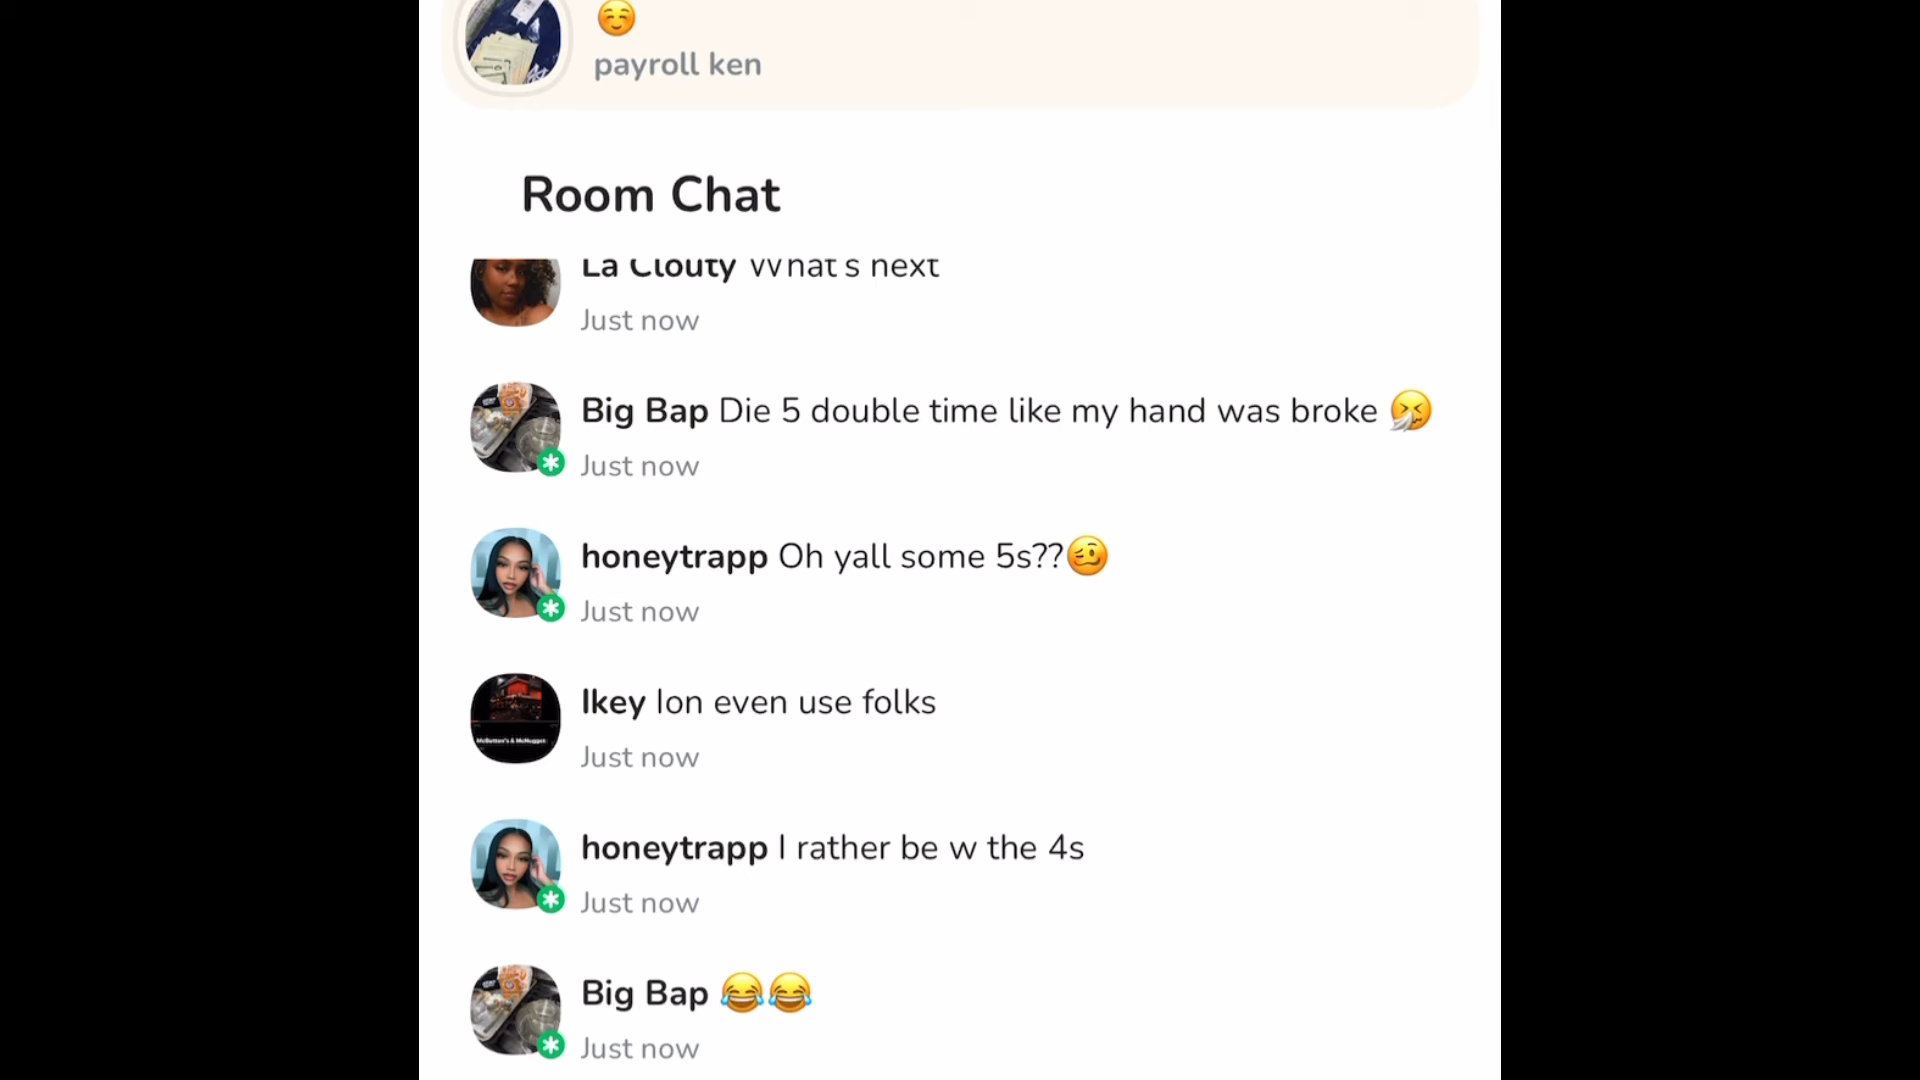 ☺️
payroll ken
Room Chat
La Clouty What's next
Just now
Big Bap Die 5 double time like my hand was broke 🤧
Just now
honeytrapp Oh yall some 5s??🥴
Just now
Ikey Ion even use folks
Just now
honeytrapp I rather be w the 4s
Just now
Big Bap 😂😂
Just now